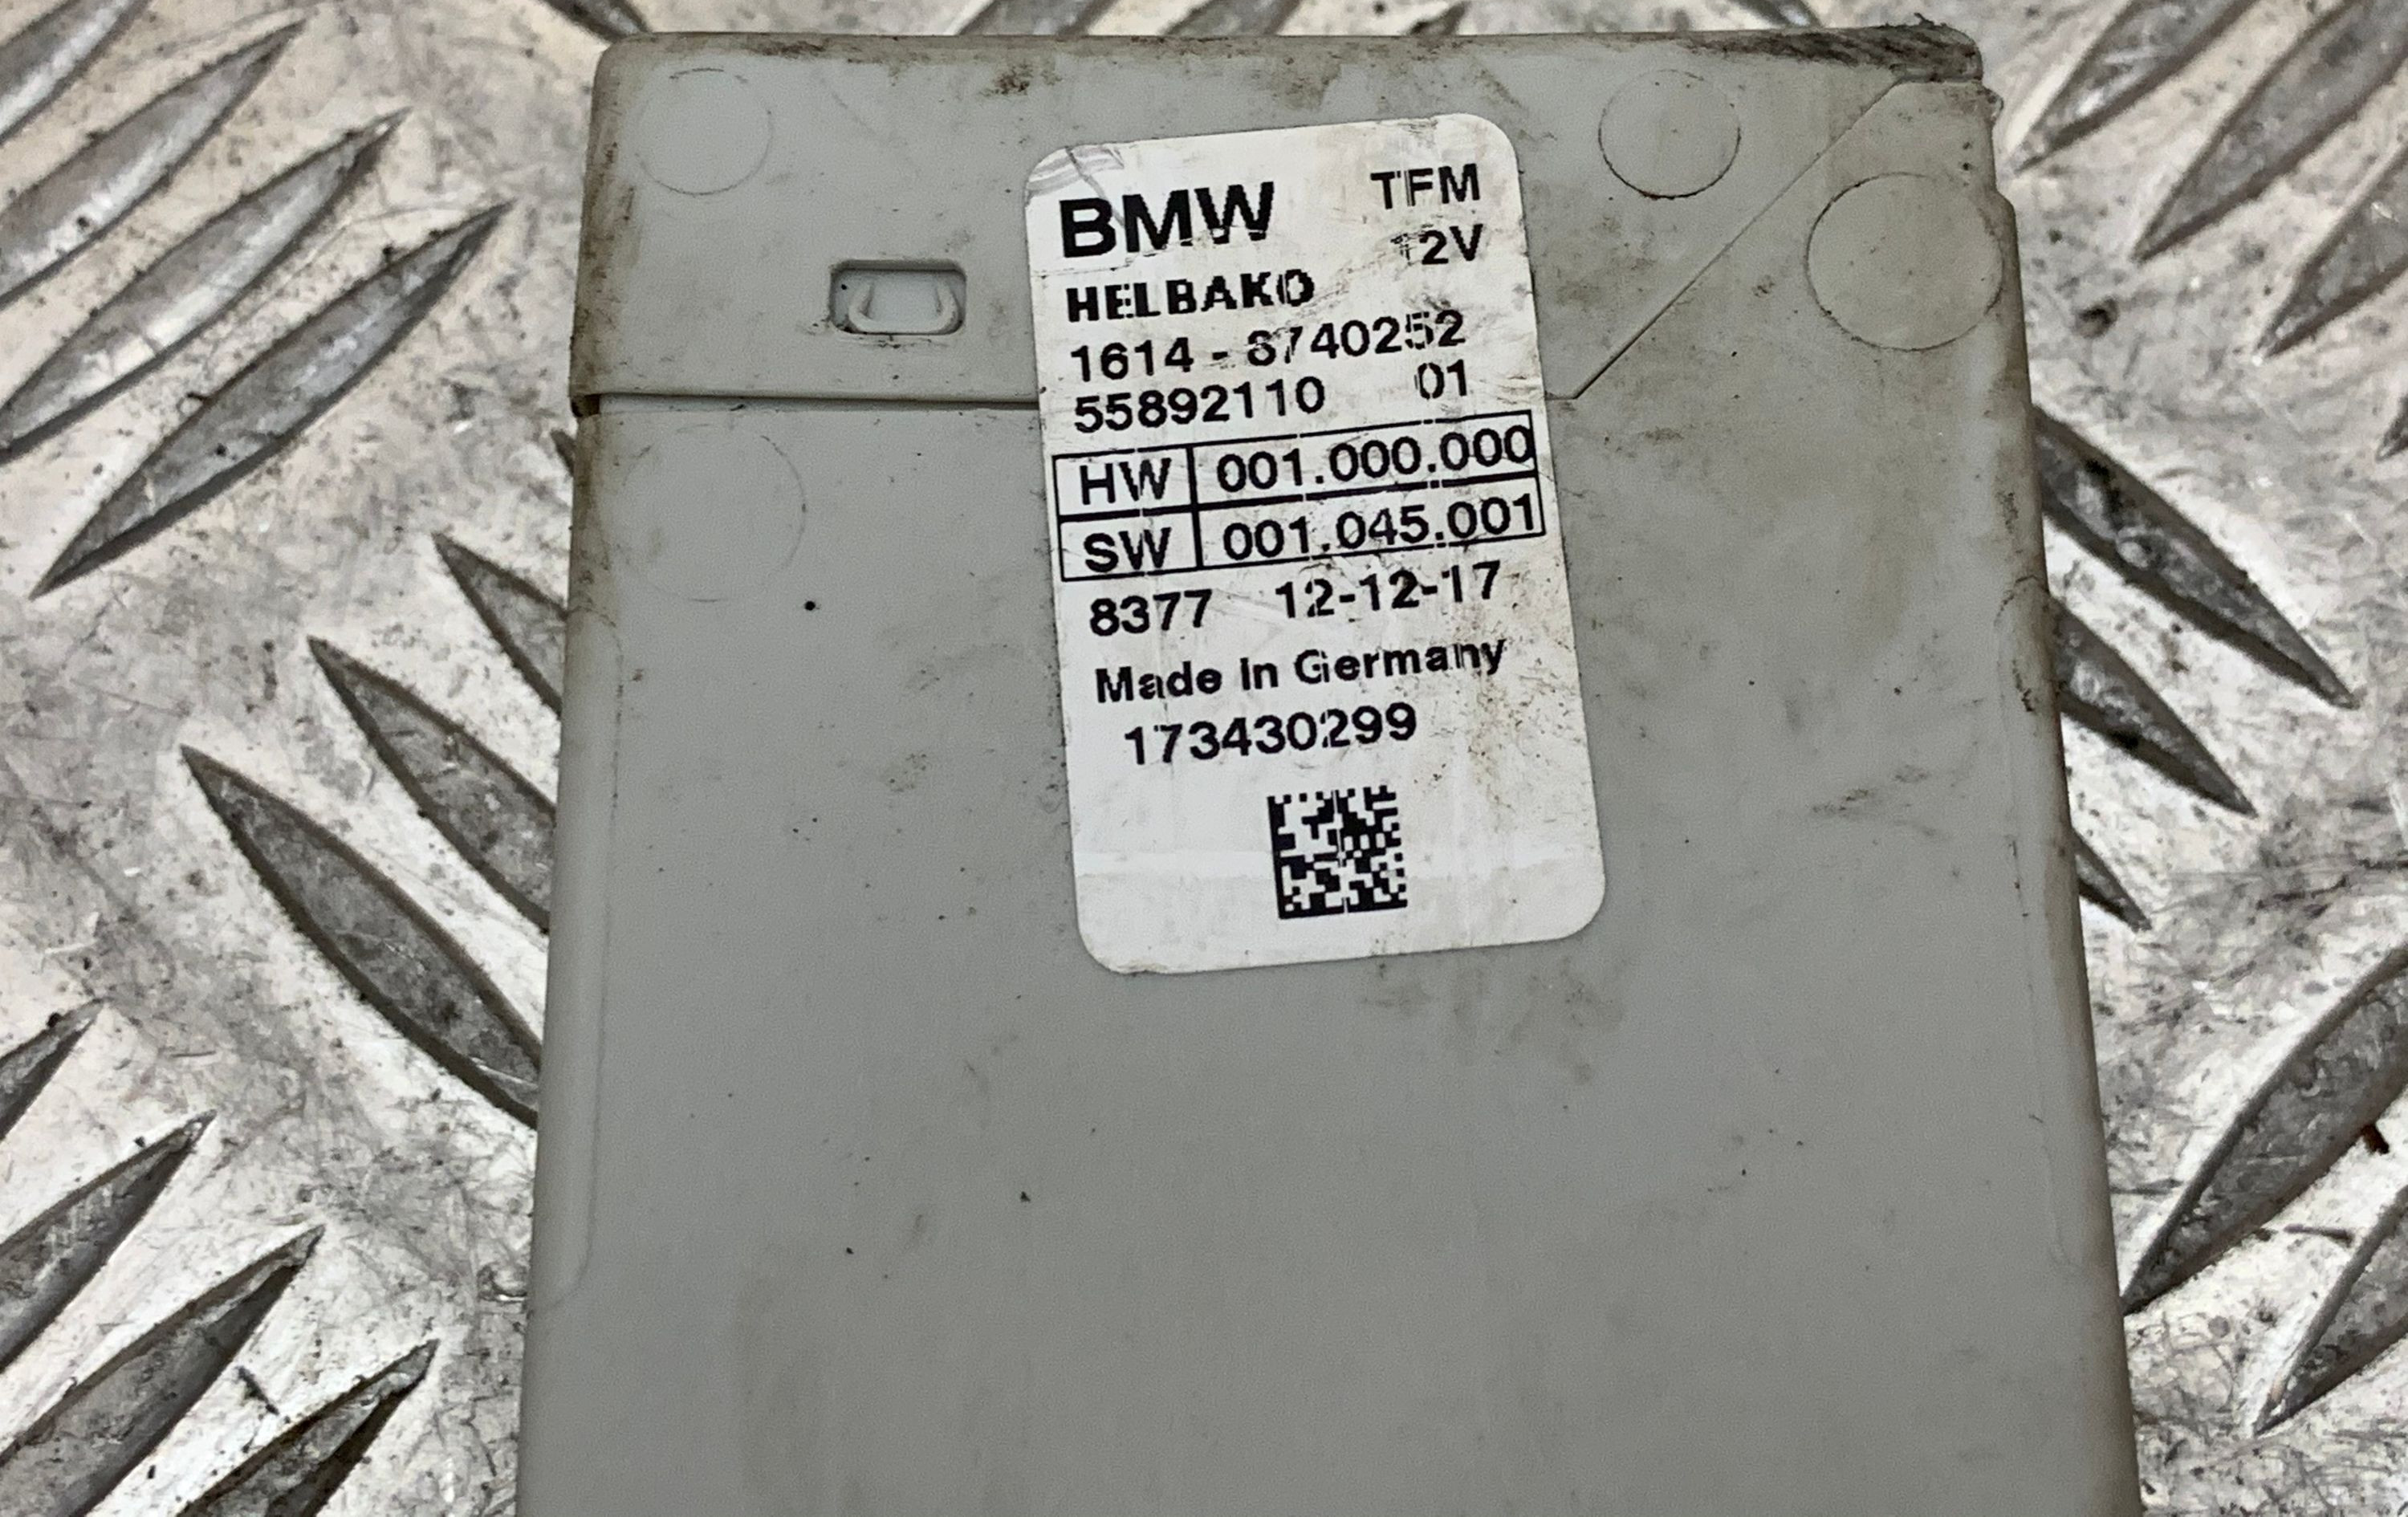 BMW TFM
12V
HELBAKO
1614 - 8740252
55892110 01
HW 001.000.000
SW 001.045.001
8377 12-12-17
Made in Germany
173430299